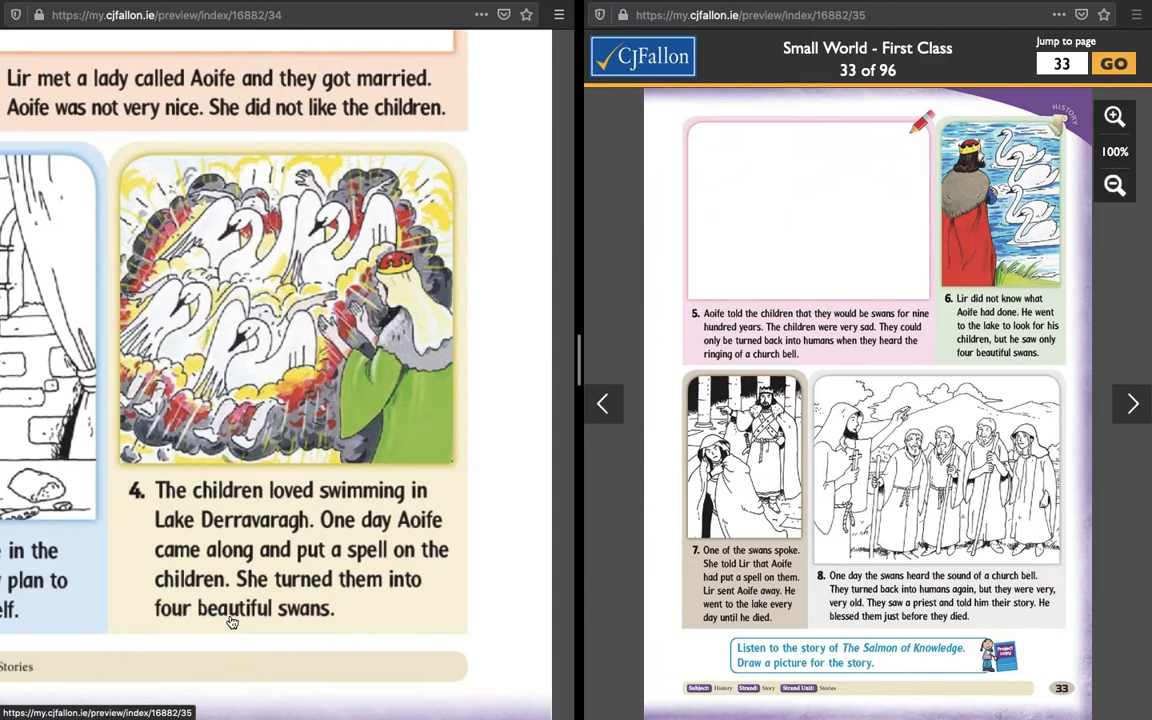 https://my.cjfallon.ie/preview/index/16882/34
Lir met a lady called Aoife and they got married.
Aoife was not very nice. She did not like the children.
e in the
plan to
elf.
4. The children loved swimming in
Lake Derravaragh. One day Aoife
came along and put a spell on the
children. She turned them into
four beautiful swans.
Stories
https://my.cjfallon.ie/preview/index/16882/35
https://my.cjfallon.ie/preview/index/16882/35
CJFallon
Small World - First Class
33 of 96
Jump to page
33
GO
HISTORY
100%
5. Aoife told the children that they would be swans for nine
hundred years. The children were very sad. They could
only be turned back into humans when they heard the
ringing of a church bell.
6. Lir did not know what
Aoife had done. He went
to the lake to look for his
children, but he saw only
four beautiful swans.
7. One of the swans spoke.
She told Lir that Aoife
had put a spell on them.
Lir sent Aoife away. He
went to the lake every
day until he died.
8. One day the swans heard the sound of a church bell.
They turned back into humans again, but they were very,
very old. They saw a priest and told him their story. He
blessed them just before they died.
Listen to the story of The Salmon of Knowledge.
Draw a picture for the story.
Project copy
Subject: History Strand: Story Strand Unit: Stories
33